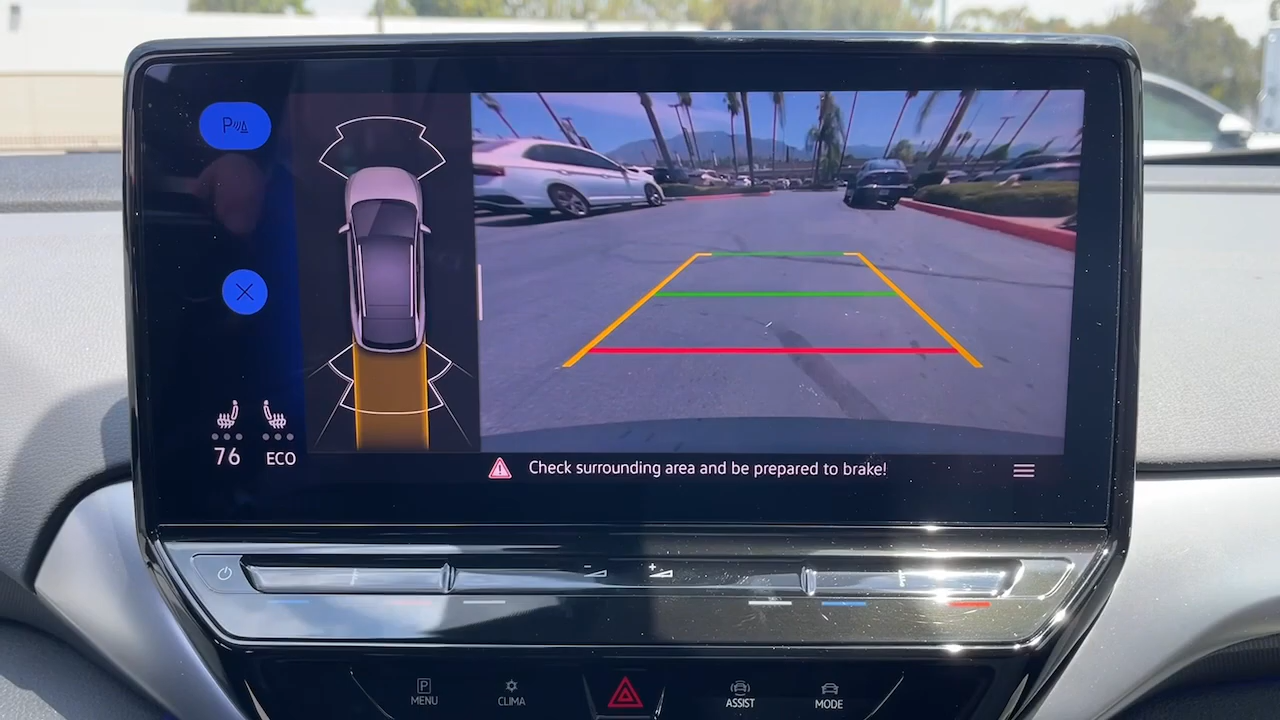 P
76
ECO
Check surrounding area and be prepared to brake!
P
MENU
CLIMA
ASSIST
MODE